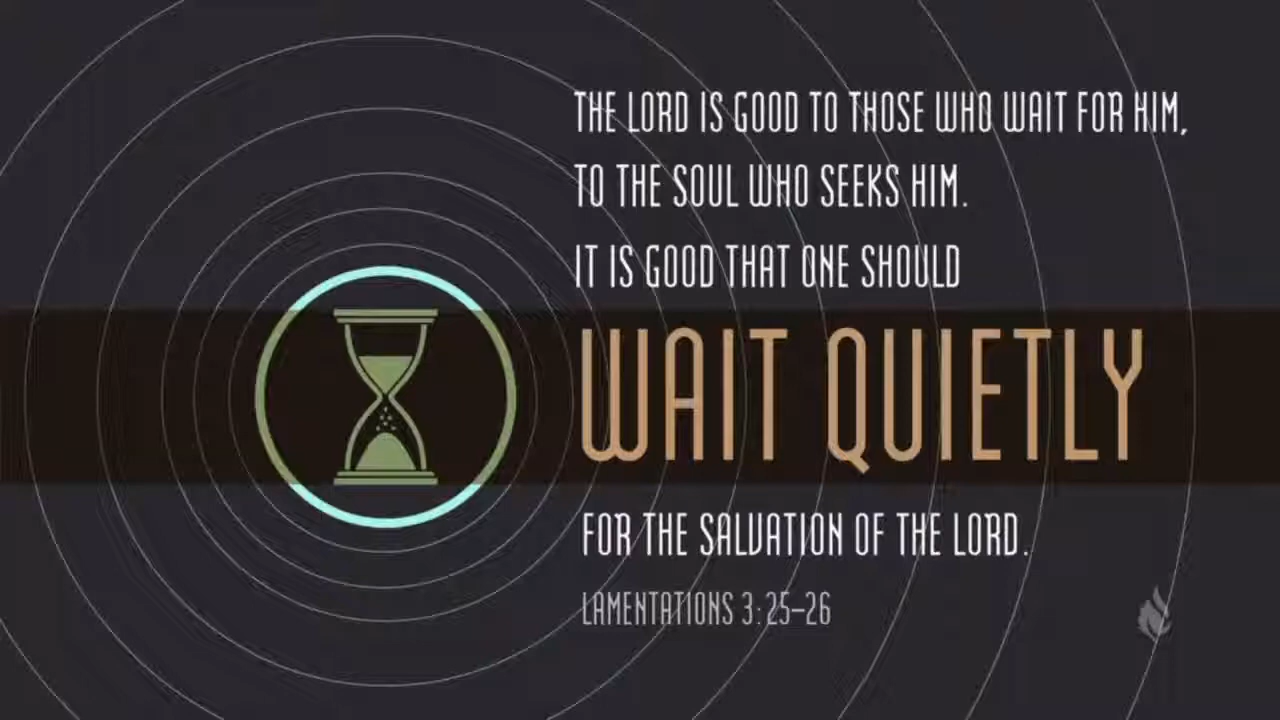 THE LORD IS GOOD TO THOSE WHO WAIT FOR HIM,
TO THE SOUL WHO SEEKS HIM.
IT IS GOOD THAT ONE SHOULD
WAIT QUIETLY
FOR THE SALVATION OF THE LORD.
LAMENTATIONS 3:25–26